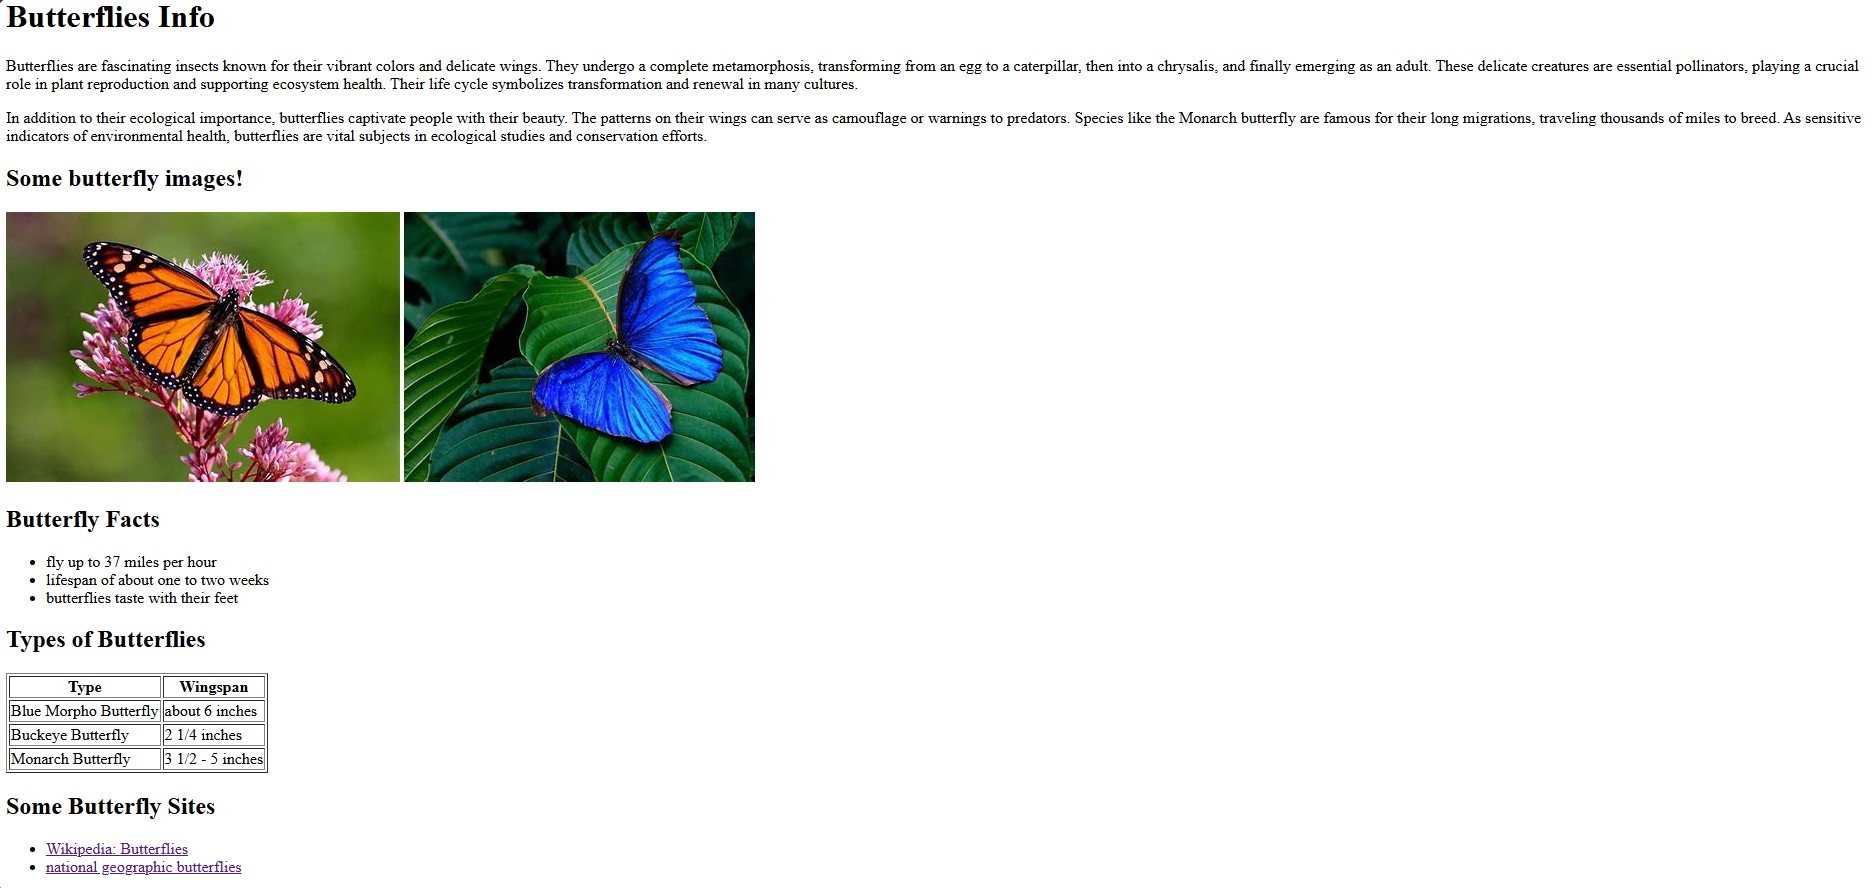 Butterflies Info
Butterflies are fascinating insects known for their vibrant colors and delicate wings. They undergo a complete metamorphosis, transforming from an egg to a caterpillar, then into a chrysalis, and finally emerging as an adult. These delicate creatures are essential pollinators, playing a crucial
role in plant reproduction and supporting ecosystem health. Their life cycle symbolizes transformation and renewal in many cultures.
In addition to their ecological importance, butterflies captivate people with their beauty. The patterns on their wings can serve as camouflage or warnings to predators. Species like the Monarch butterfly are famous for their long migrations, traveling thousands of miles to breed. As sensitive
indicators of environmental health, butterflies are vital subjects in ecological studies and conservation efforts.
Some butterfly images!
Butterfly Facts
• fly up to 37 miles per hour
• lifespan of about one to two weeks
• butterflies taste with their feet
Types of Butterflies
Type Wingspan
Blue Morpho Butterfly about 6 inches
Buckeye Butterfly 2 1/4 inches
Monarch Butterfly 3 1/2 - 5 inches
Some Butterfly Sites
• Wikipedia: Butterflies
• national geographic butterflies